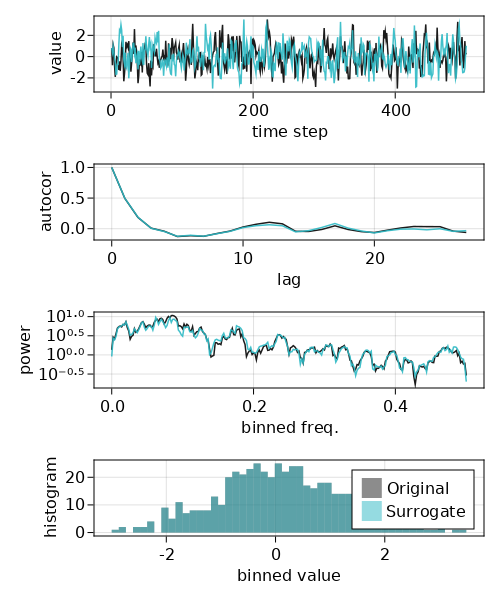 value
2
0
-2
0
200
400
time step
autocor
1.0
0.5
0.0
0
10
20
lag
power
10^1.0
10^0.5
10^0.0
10^-0.5
0.0
0.2
0.4
binned freq.
histogram
20
10
0
Original
Surrogate
-2
0
2
binned value